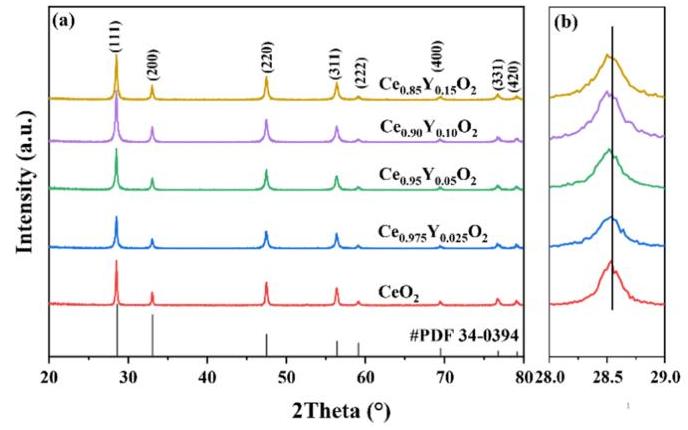 (a)
(b)
(111)
(200)
(220)
(311)
(222)
(400)
(331)
(420)
Ce0.85Y0.15O2
Ce0.90Y0.10O2
Ce0.95Y0.05O2
Ce0.975Y0.025O2
CeO2
#PDF 34-0394
Intensity (a.u.)
20 30 40 50 60 70 80
28.0 28.5 29.0
2Theta (°)
1